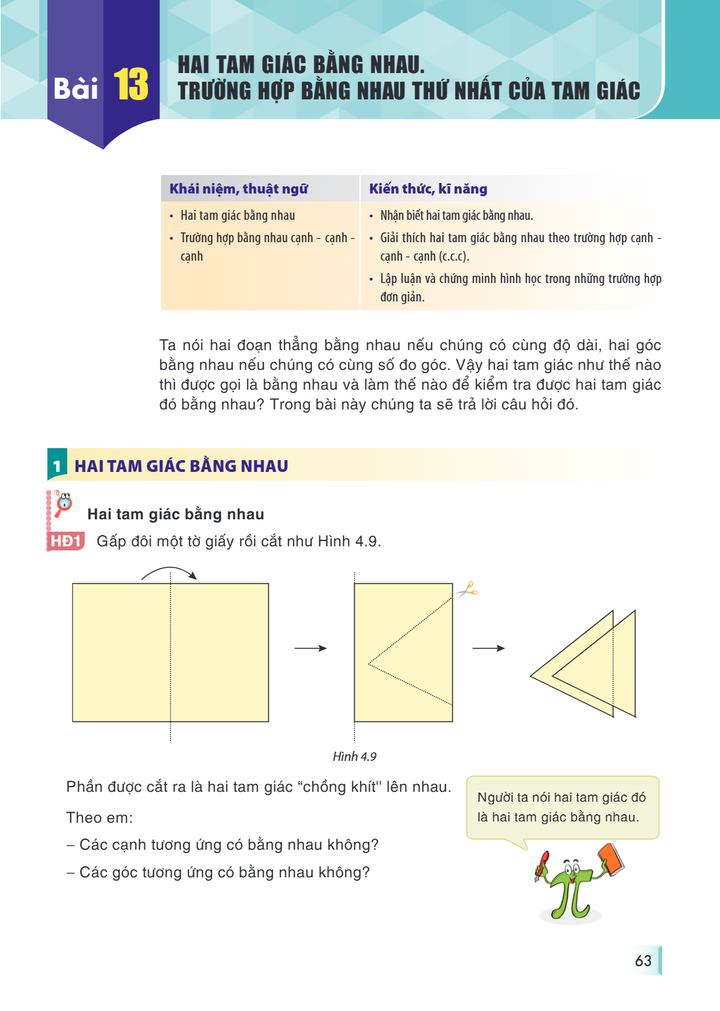 Bài 13
HAI TAM GIÁC BẰNG NHAU.
TRƯỜNG HỢP BẰNG NHAU THỨ NHẤT CỦA TAM GIÁC
Khái niệm, thuật ngữ
• Hai tam giác bằng nhau
• Trường hợp bằng nhau cạnh - cạnh -
cạnh
Kiến thức, kĩ năng
• Nhận biết hai tam giác bằng nhau.
• Giải thích hai tam giác bằng nhau theo trường hợp cạnh -
cạnh - cạnh (c.c.c).
• Lập luận và chứng minh hình học trong những trường hợp
đơn giản.
Ta nói hai đoạn thẳng bằng nhau nếu chúng có cùng độ dài, hai góc
bằng nhau nếu chúng có cùng số đo góc. Vậy hai tam giác như thế nào
thì được gọi là bằng nhau và làm thế nào để kiểm tra được hai tam giác
đó bằng nhau? Trong bài này chúng ta sẽ trả lời câu hỏi đó.
1 HAI TAM GIÁC BẰNG NHAU
Hai tam giác bằng nhau
HĐ1 Gấp đôi một tờ giấy rồi cắt như Hình 4.9.
Hình 4.9
Phần được cắt ra là hai tam giác “chồng khít" lên nhau.
Theo em:
– Các cạnh tương ứng có bằng nhau không?
– Các góc tương ứng có bằng nhau không?
Người ta nói hai tam giác đó
là hai tam giác bằng nhau.
63